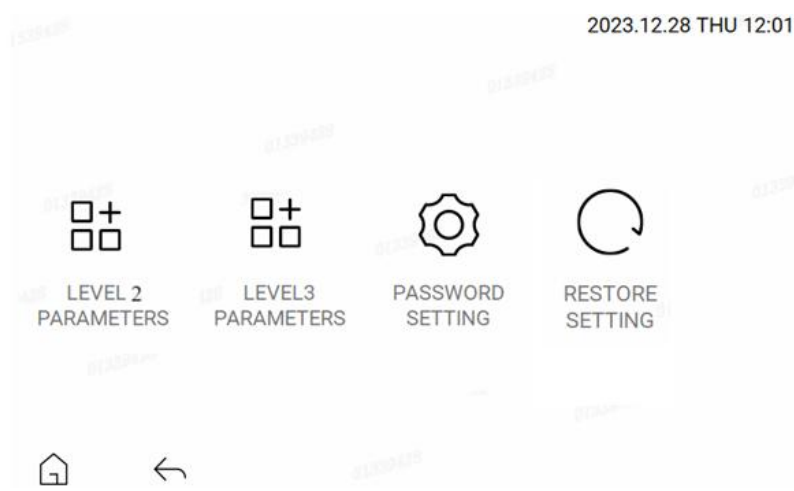 2023.12.28 THU 12:01
LEVEL 2
PARAMETERS
LEVEL3
PARAMETERS
PASSWORD
SETTING
RESTORE
SETTING